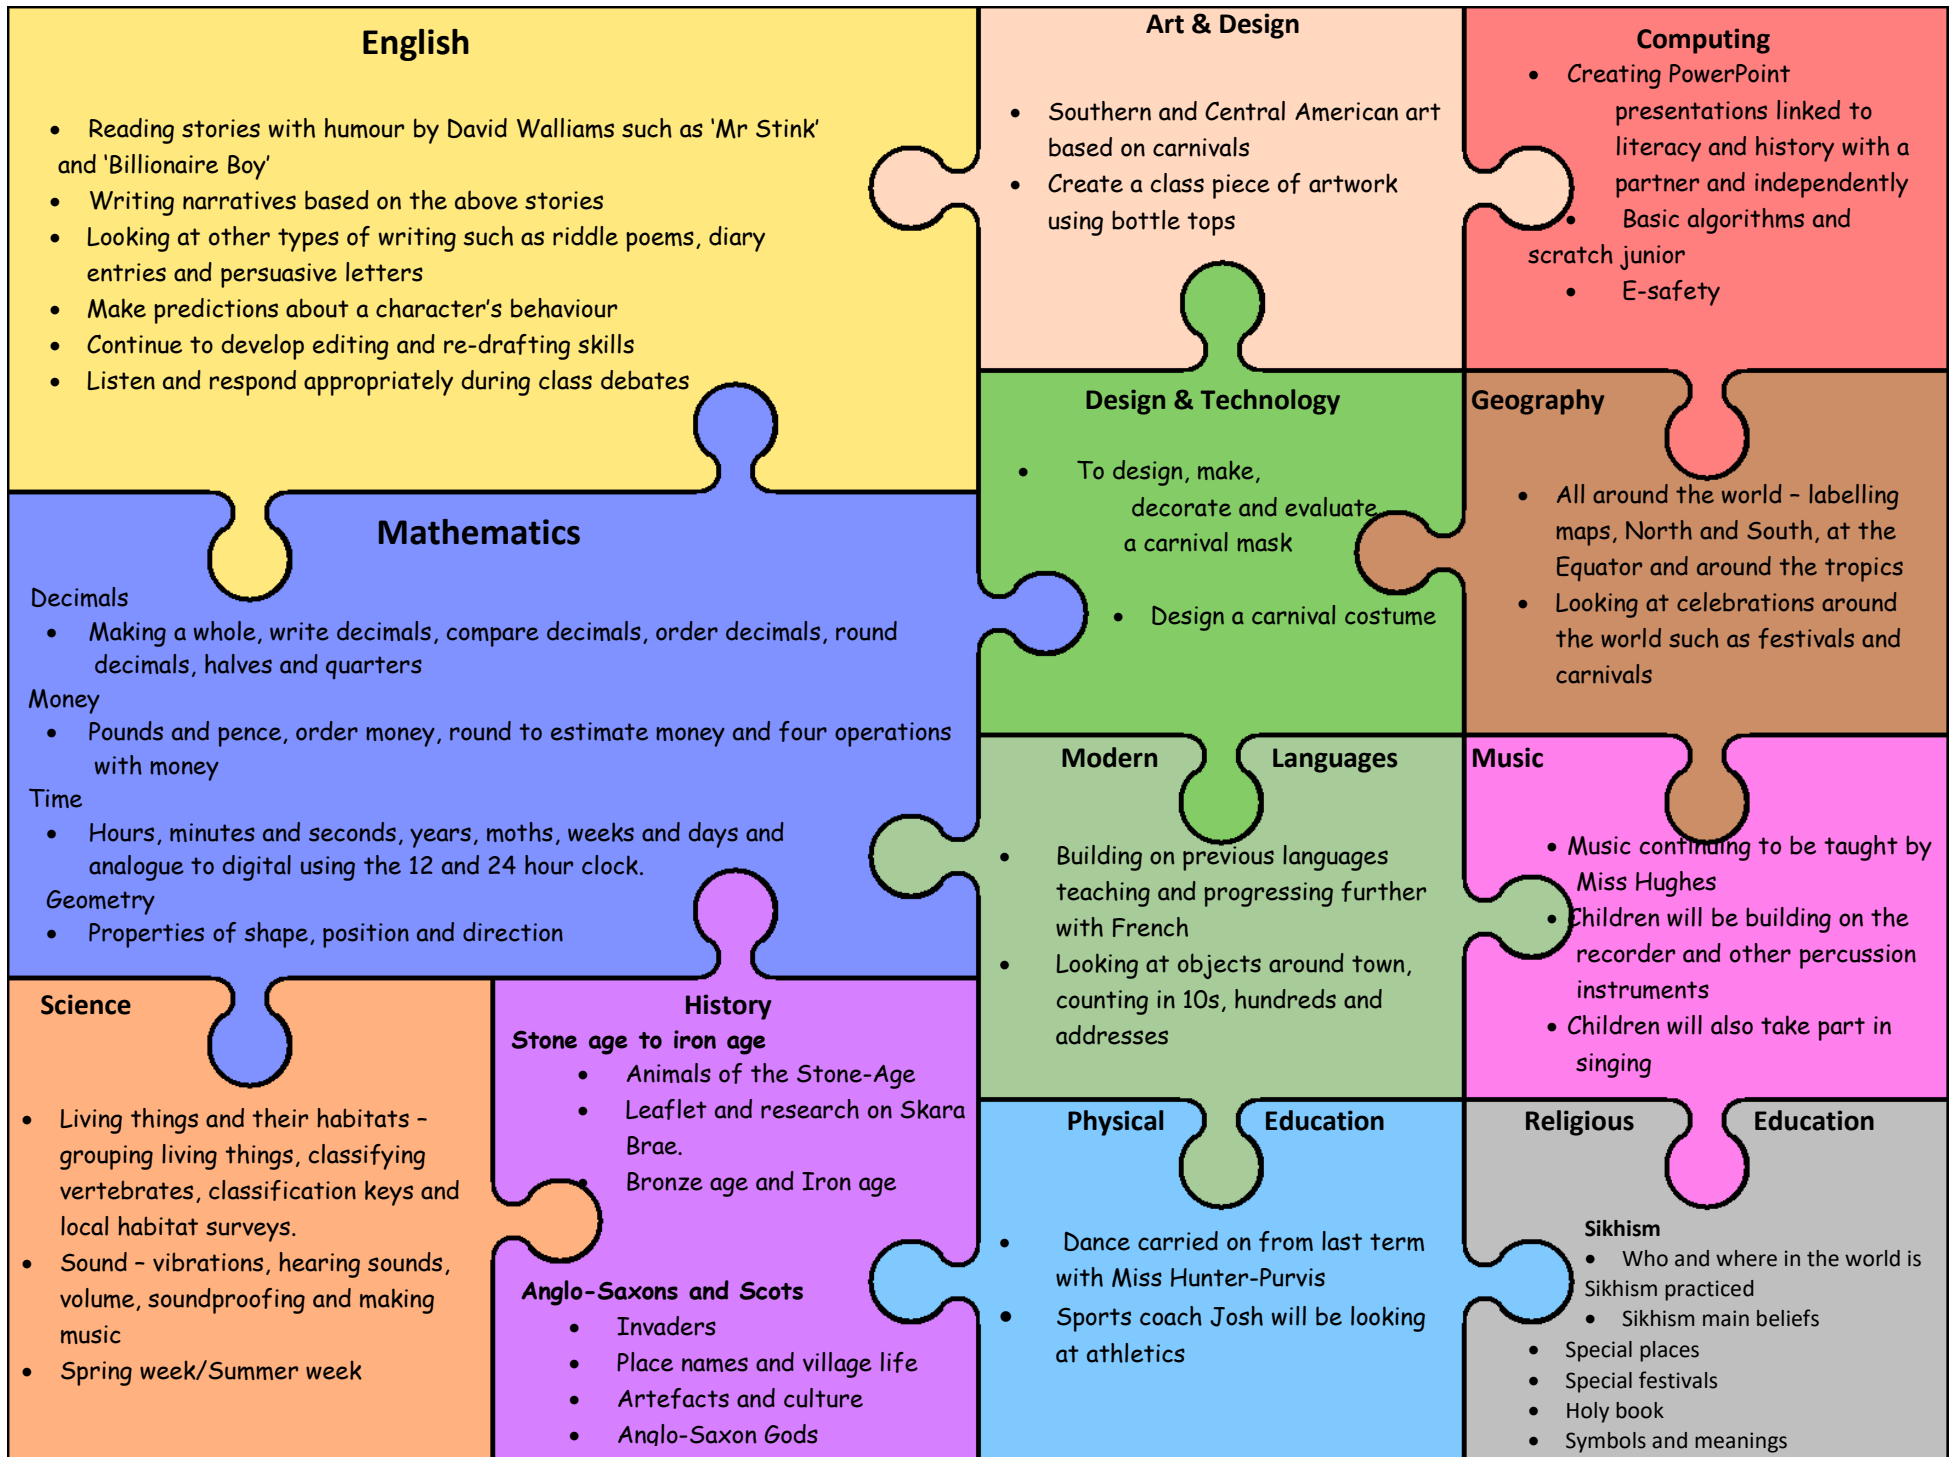 English
• Reading stories with humour by David Walliams such as ‘Mr Stink’
and ‘Billionaire Boy’
• Writing narratives based on the above stories
• Looking at other types of writing such as riddle poems, diary
entries and persuasive letters
• Make predictions about a character’s behaviour
• Continue to develop editing and re-drafting skills
• Listen and respond appropriately during class debates
Art & Design
• Southern and Central American art
based on carnivals
• Create a class piece of artwork
using bottle tops
Computing
• Creating PowerPoint
presentations linked to
literacy and history with a
partner and independently
• Basic algorithms and
scratch junior
• E-safety
Mathematics
Decimals
• Making a whole, write decimals, compare decimals, order decimals, round
decimals, halves and quarters
Money
• Pounds and pence, order money, round to estimate money and four operations
with money
Time
• Hours, minutes and seconds, years, moths, weeks and days and
analogue to digital using the 12 and 24 hour clock.
Geometry
• Properties of shape, position and direction
Design & Technology
• To design, make,
decorate and evaluate
a carnival mask
• Design a carnival costume
Geography
• All around the world – labelling
maps, North and South, at the
Equator and around the tropics
• Looking at celebrations around
the world such as festivals and
carnivals
Modern Languages
• Building on previous languages
teaching and progressing further
with French
• Looking at objects around town,
counting in 10s, hundreds and
addresses
Music
• Music continuing to be taught by
Miss Hughes
• Children will be building on the
recorder and other percussion
instruments
• Children will also take part in
singing
Science
• Living things and their habitats –
grouping living things, classifying
vertebrates, classification keys and
local habitat surveys.
• Sound – vibrations, hearing sounds,
volume, soundproofing and making
music
• Spring week/Summer week
History
Stone age to iron age
• Animals of the Stone-Age
• Leaflet and research on Skara
Brae.
• Bronze age and Iron age
Anglo-Saxons and Scots
• Invaders
• Place names and village life
• Artefacts and culture
• Anglo-Saxon Gods
Physical Education
• Dance carried on from last term
with Miss Hunter-Purvis
• Sports coach Josh will be looking
at athletics
Religious Education
Sikhism
• Who and where in the world is
Sikhism practiced
• Sikhism main beliefs
• Special places
• Special festivals
• Holy book
• Symbols and meanings